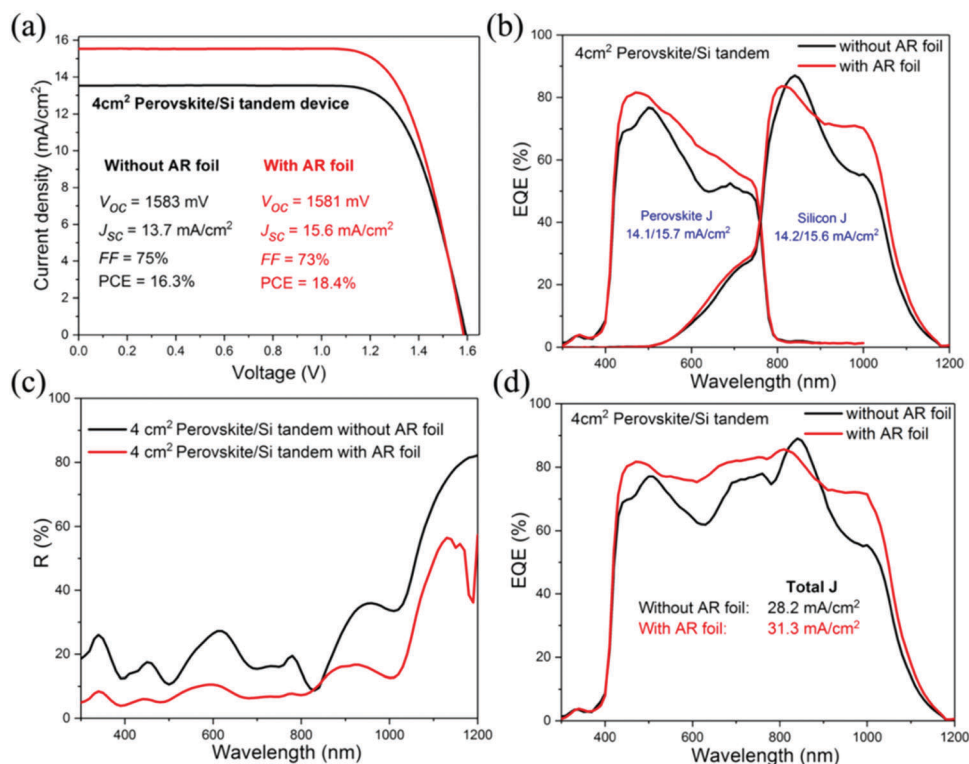 (a)
16
14
12
10
8
6
4
2
0
Current density (mA/cm²)
4cm² Perovskite/Si tandem device
Without AR foil With AR foil
V_OC = 1583 mV V_OC = 1581 mV
J_SC = 13.7 mA/cm² J_SC = 15.6 mA/cm²
FF = 75% FF = 73%
PCE = 16.3% PCE = 18.4%
0.0 0.2 0.4 0.6 0.8 1.0 1.2 1.4 1.6
Voltage (V)
(b)
100
80
60
40
20
0
EQE (%)
4cm² Perovskite/Si tandem
without AR foil
with AR foil
Perovskite J
14.1/15.7 mA/cm²
Silicon J
14.2/15.6 mA/cm²
400 600 800 1000 1200
Wavelength (nm)
(c)
100
80
60
40
20
0
R (%)
4 cm² Perovskite/Si tandem without AR foil
4 cm² Perovskite/Si tandem with AR foil
400 600 800 1000 1200
Wavelength (nm)
(d)
100
80
60
40
20
0
EQE (%)
4cm² Perovskite/Si tandem
without AR foil
with AR foil
Total J
Without AR foil: 28.2 mA/cm²
With AR foil: 31.3 mA/cm²
400 600 800 1000 1200
Wavelength (nm)